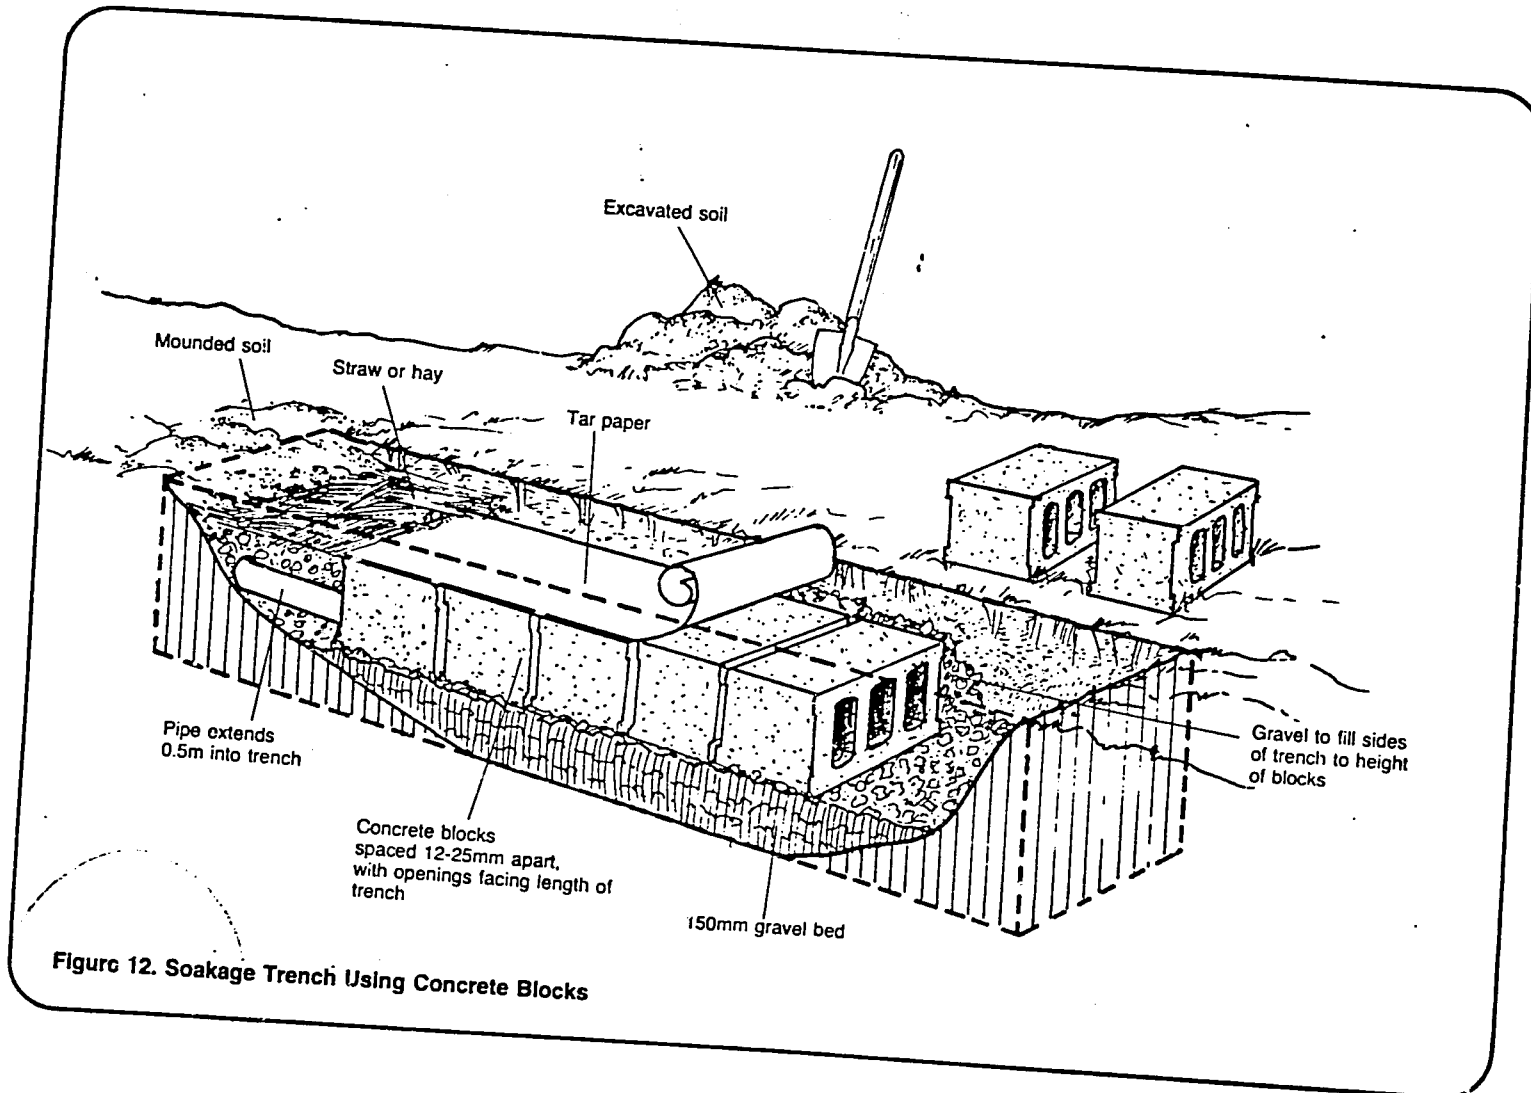 Excavated soil
Mounded soil
Straw or hay
Tar paper
Pipe extends
0.5m into trench
Gravel to fill sides
of trench to height
of blocks
Concrete blocks
spaced 12-25mm apart,
with openings facing length of
trench
150mm gravel bed
Figure 12. Soakage Trench Using Concrete Blocks